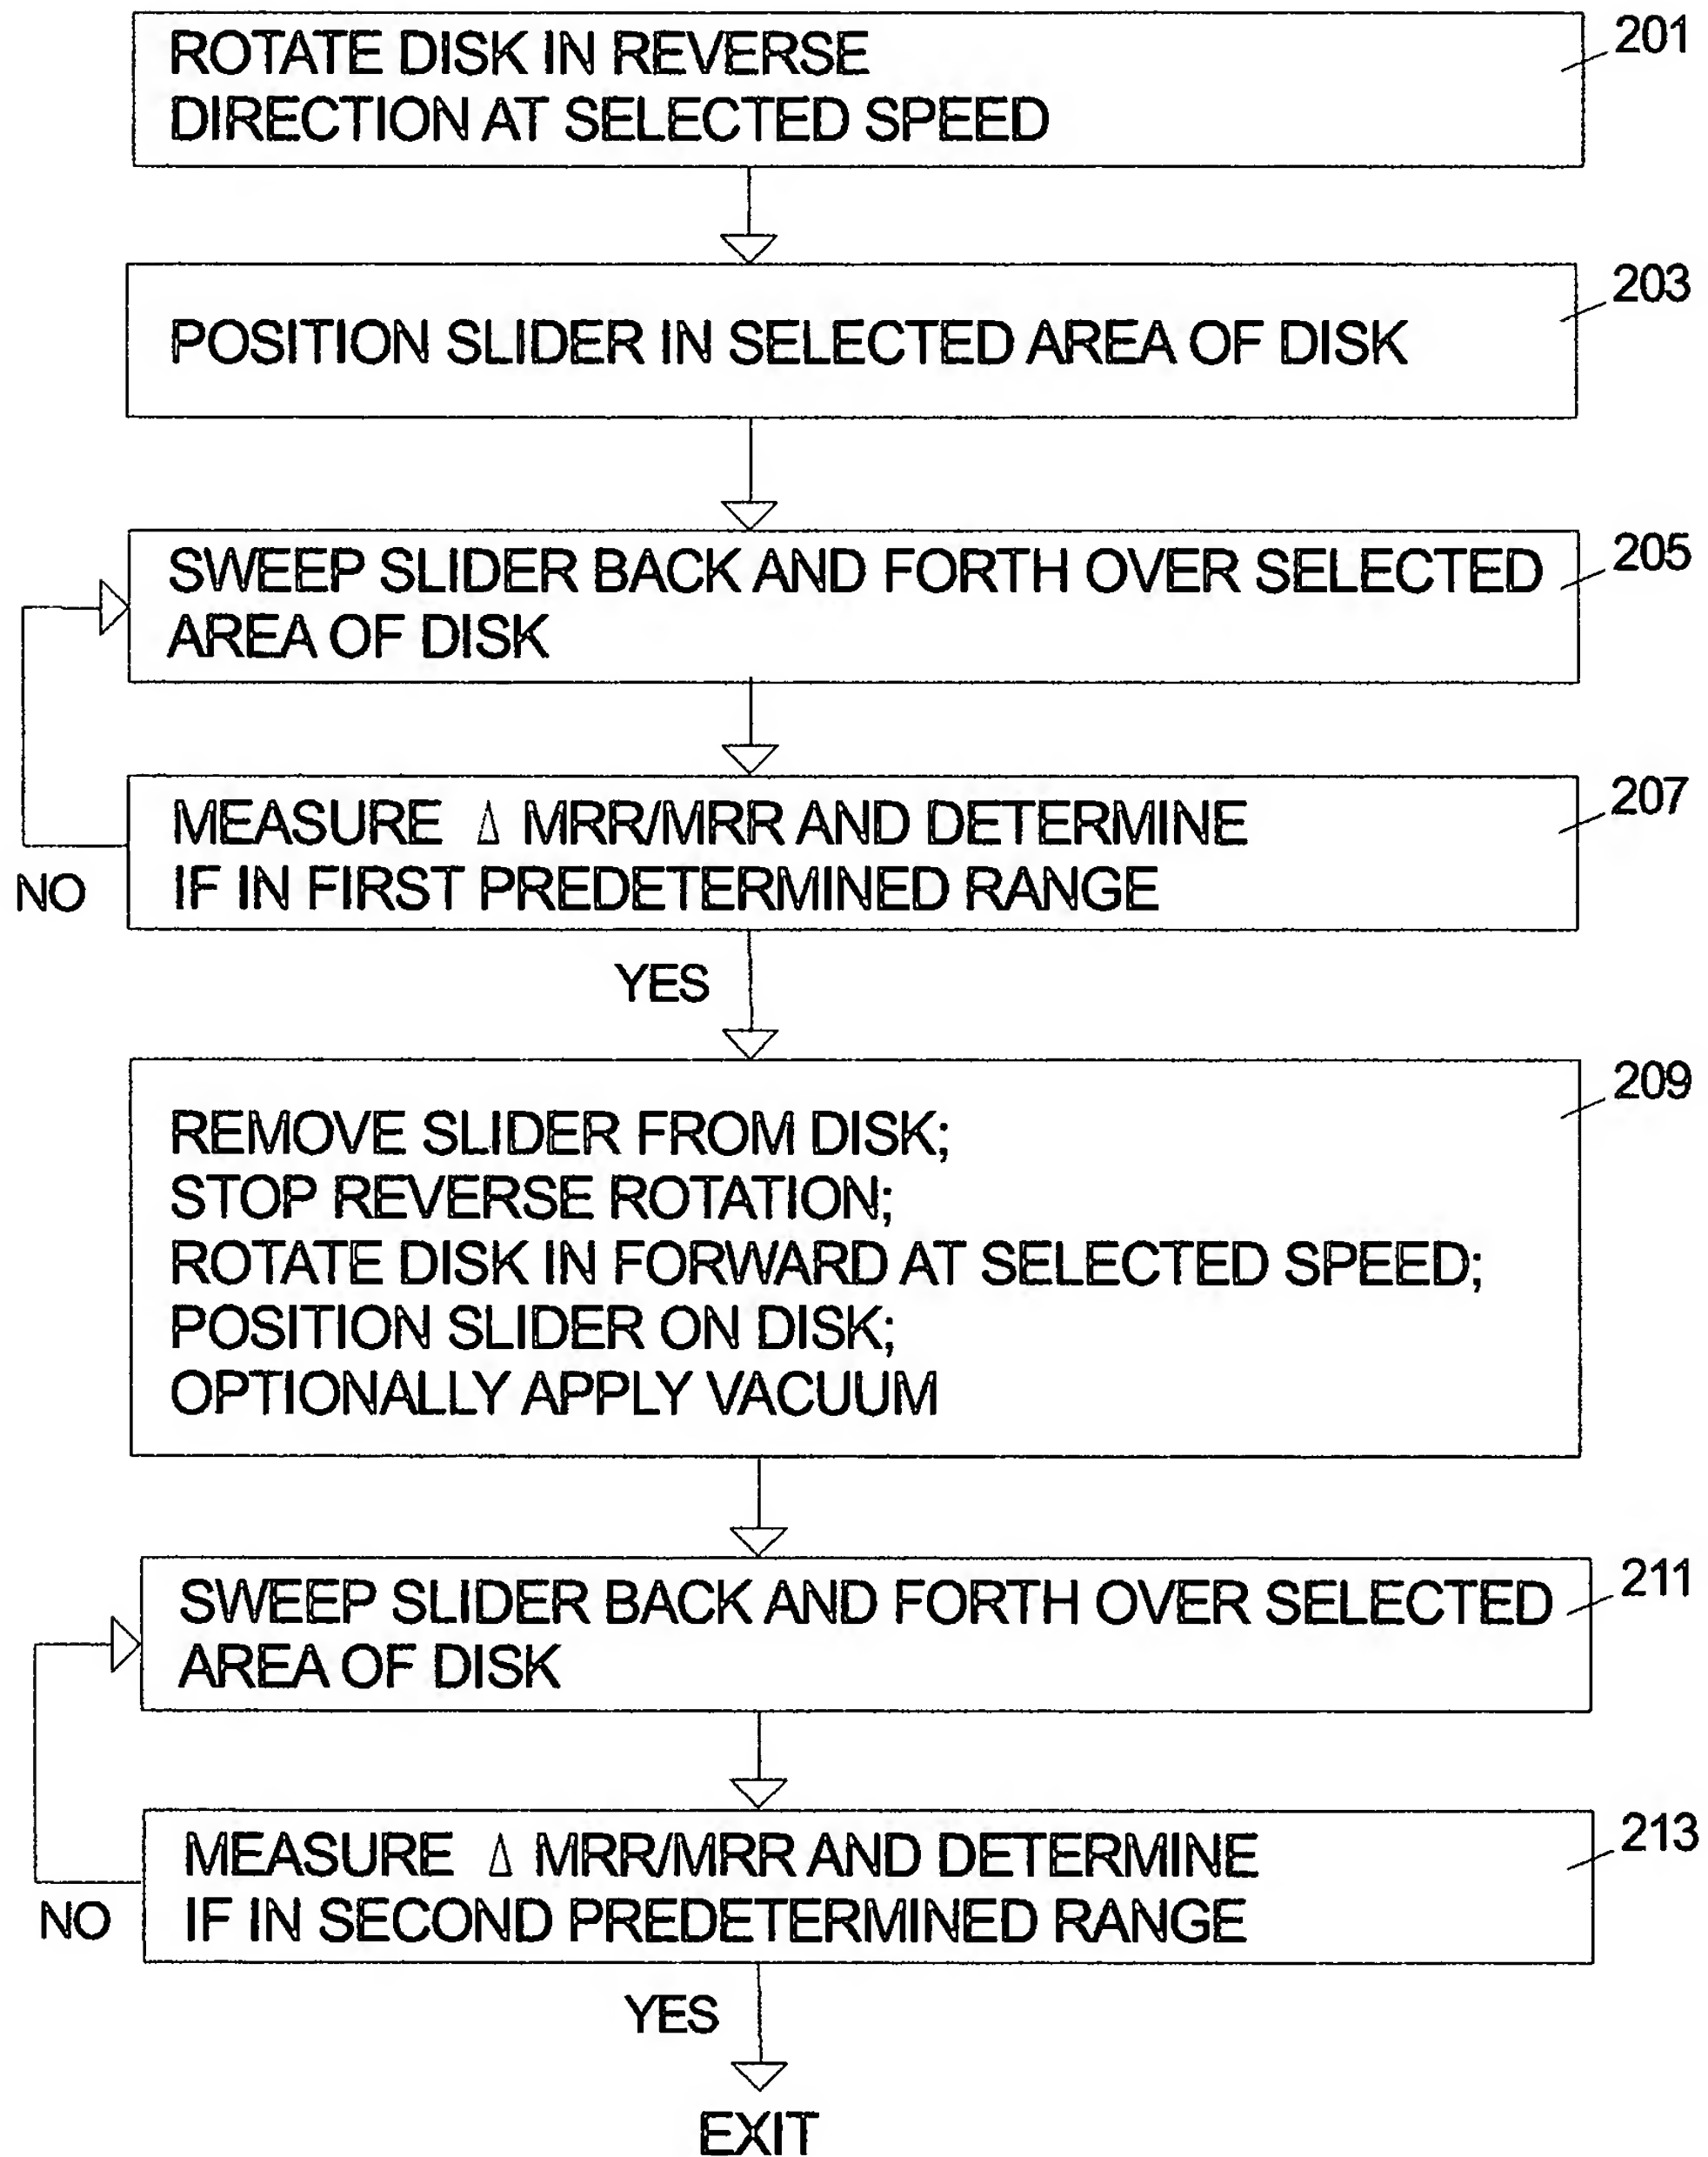 ROTATE DISK IN REVERSE
DIRECTION AT SELECTED SPEED
201
POSITION SLIDER IN SELECTED AREA OF DISK
203
SWEEP SLIDER BACK AND FORTH OVER SELECTED
AREA OF DISK
205
MEASURE Δ MRR/MRR AND DETERMINE
IF IN FIRST PREDETERMINED RANGE
207
NO
YES
REMOVE SLIDER FROM DISK;
STOP REVERSE ROTATION;
ROTATE DISK IN FORWARD AT SELECTED SPEED;
POSITION SLIDER ON DISK;
OPTIONALLY APPLY VACUUM
209
SWEEP SLIDER BACK AND FORTH OVER SELECTED
AREA OF DISK
211
MEASURE Δ MRR/MRR AND DETERMINE
IF IN SECOND PREDETERMINED RANGE
213
NO
YES
EXIT